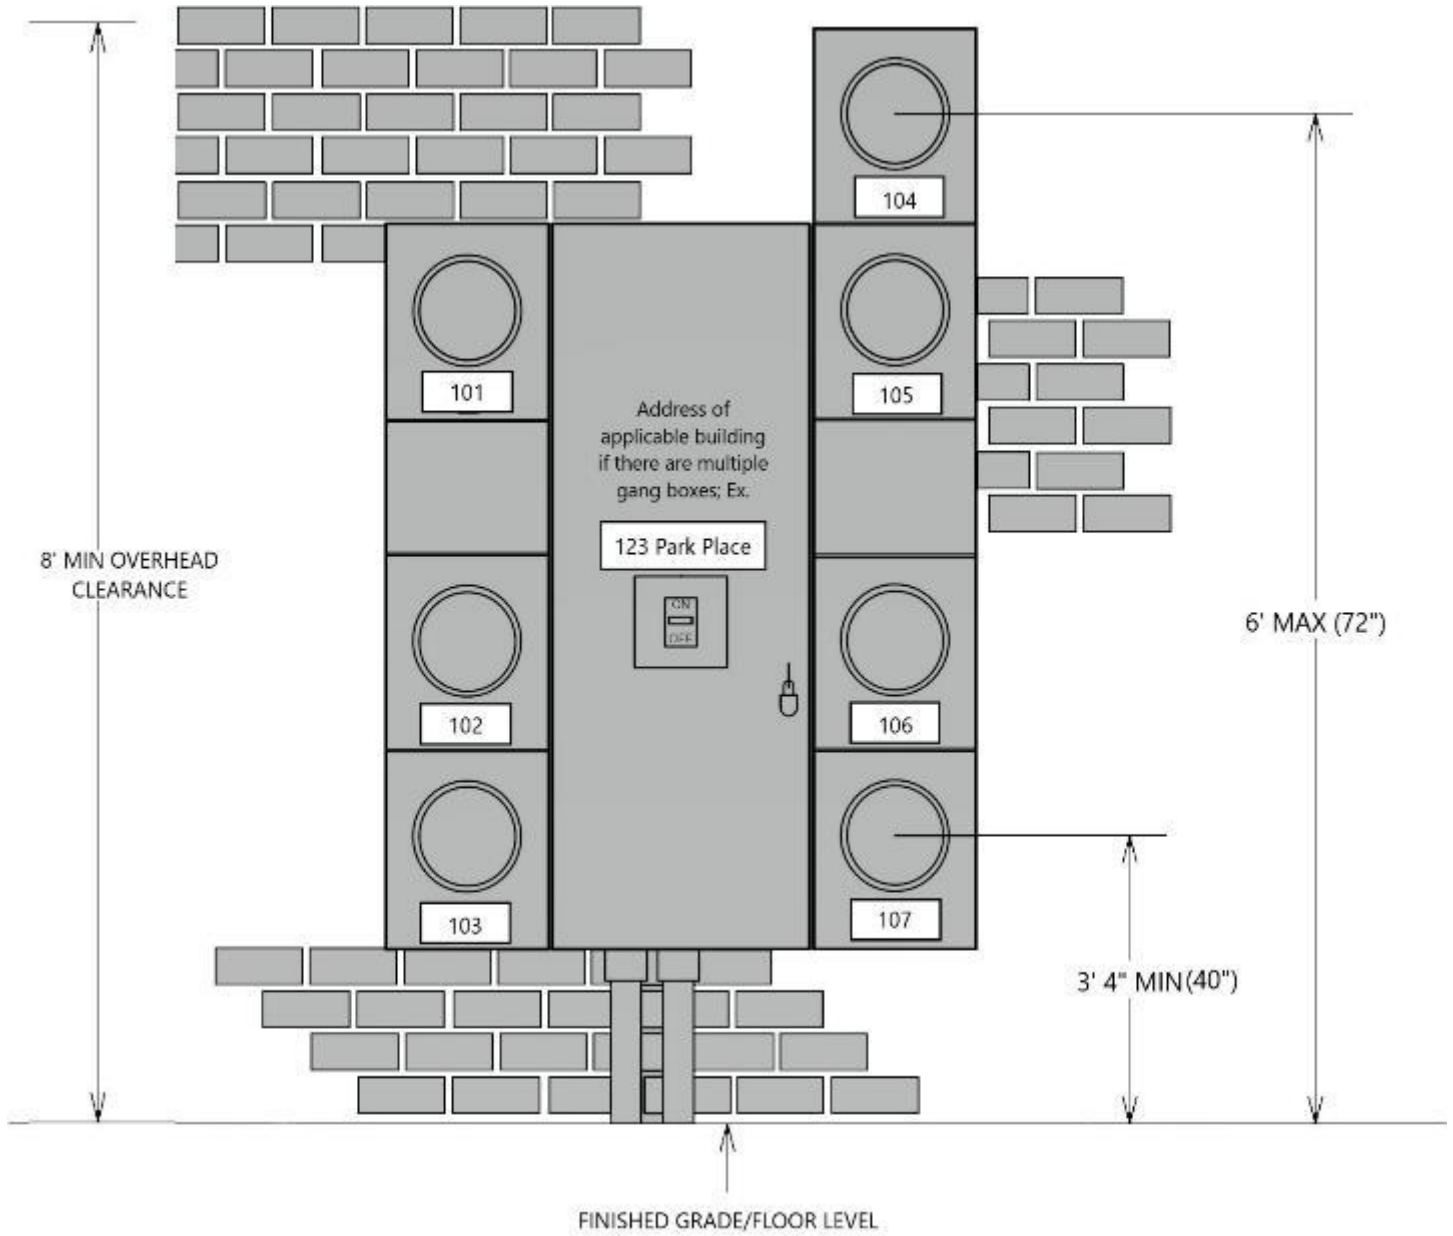 104
101
105
Address of
applicable building
if there are multiple
gang boxes; Ex.
123 Park Place
8' MIN OVERHEAD
CLEARANCE
ON
OFF
6' MAX (72")
102
106
103
107
3' 4" MIN(40")
FINISHED GRADE/FLOOR LEVEL